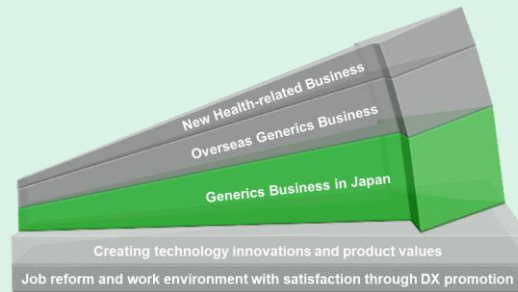 New Health-related Business
Overseas Generics Business
Generics Business in Japan
Creating technology innovations and product values
Job reform and work environment with satisfaction through DX promotion